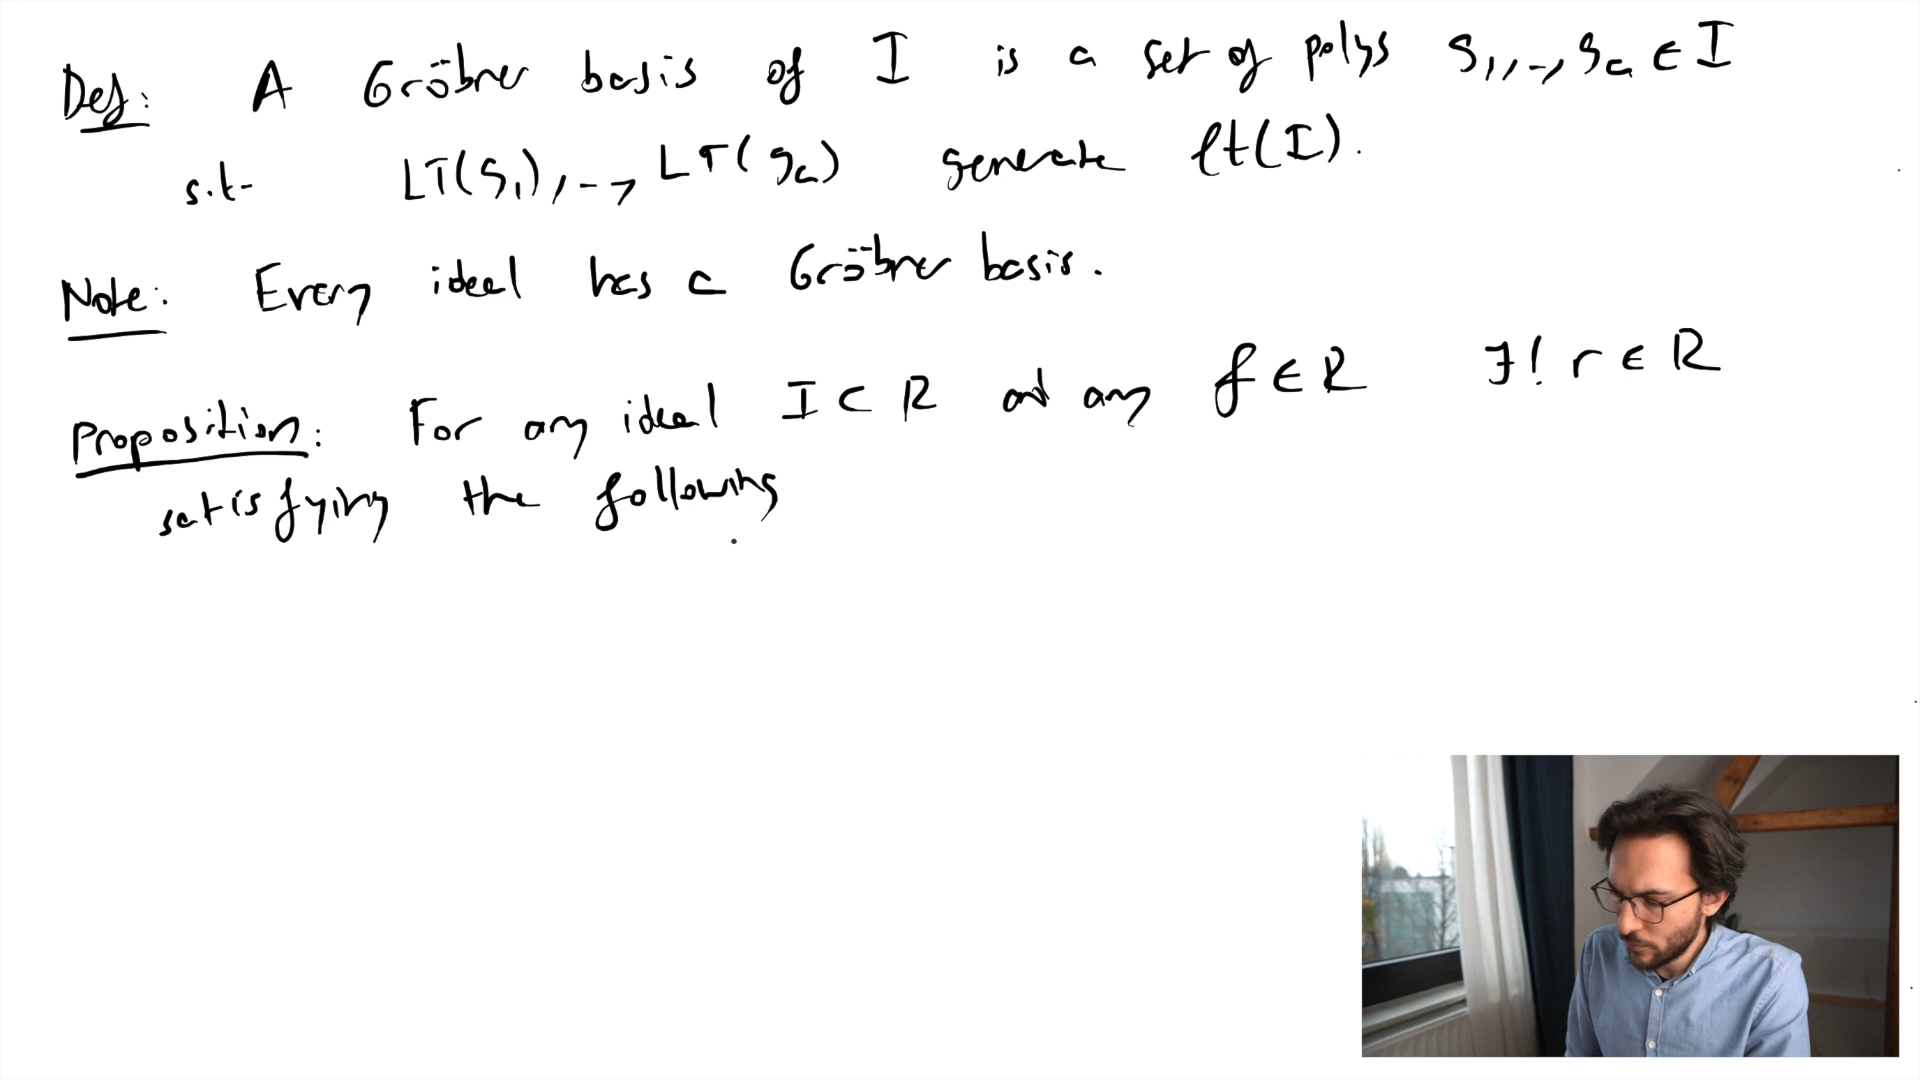 Def: A Gröbner basis of I is a set of polys g₁,..,gₐ ∈ I
s.t. LT(g₁),..,LT(gₐ) generate lt(I).
Note: Every ideal has a Gröbner basis.
Proposition: For any ideal I ⊂ R and any f ∈ R ∃! r ∈ R
satisfying the following